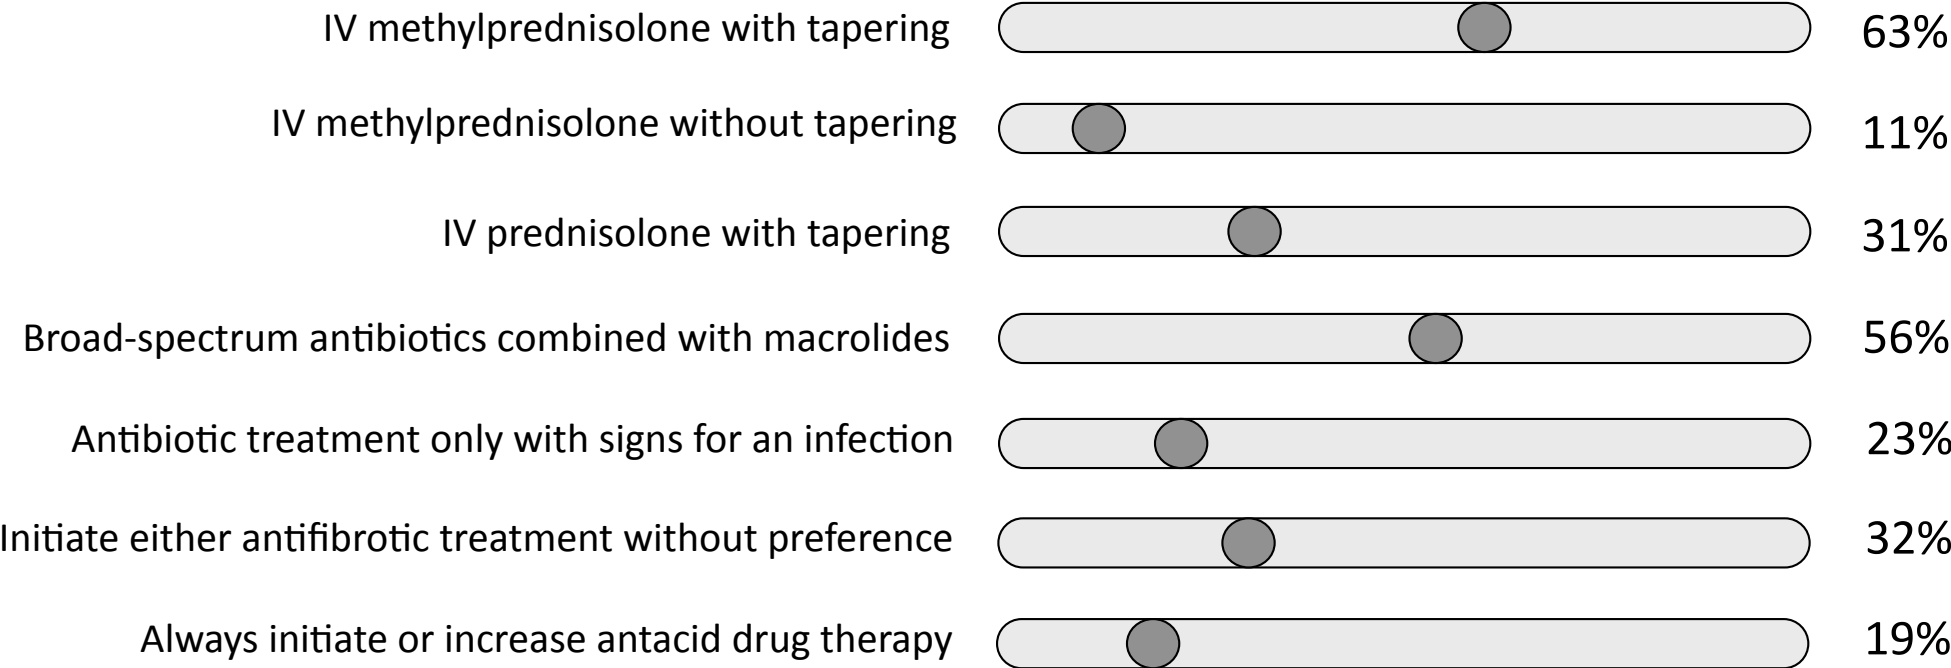 IV methylprednisolone with tapering 63%
IV methylprednisolone without tapering 11%
IV prednisolone with tapering 31%
Broad-spectrum antibiotics combined with macrolides 56%
Antibiotic treatment only with signs for an infection 23%
Initiate either antifibrotic treatment without preference 32%
Always initiate or increase antacid drug therapy 19%